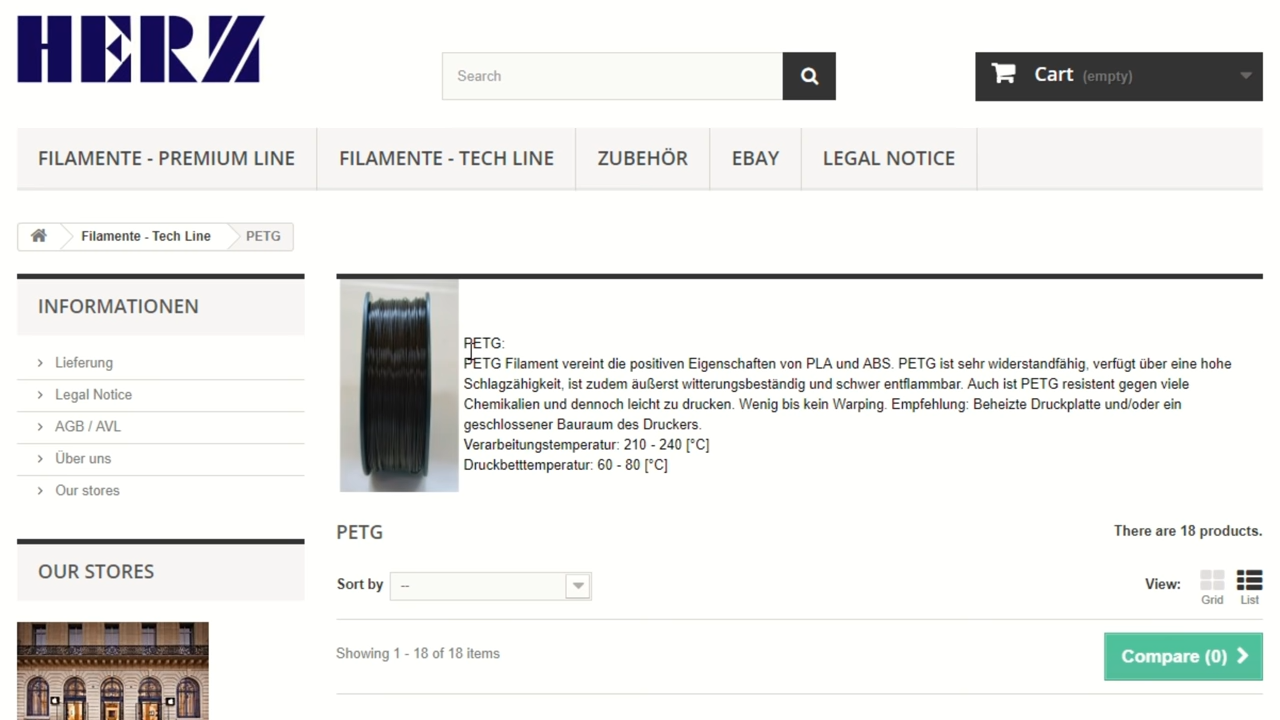 HERZ
Search
Cart (empty)
FILAMENTE - PREMIUM LINE
FILAMENTE - TECH LINE
ZUBEHÖR
EBAY
LEGAL NOTICE
Filamente - Tech Line
PETG
INFORMATIONEN
Lieferung
Legal Notice
AGB / AVL
Über uns
Our stores
OUR STORES
PETG:
PETG Filament vereint die positiven Eigenschaften von PLA und ABS. PETG ist sehr widerstandfähig, verfügt über eine hohe
Schlagzähigkeit, ist zudem äußerst witterungsbeständig und schwer entflammbar. Auch ist PETG resistent gegen viele
Chemikalien und dennoch leicht zu drucken. Wenig bis kein Warping. Empfehlung: Beheizte Druckplatte und/oder ein
geschlossener Bauraum des Druckers.
Verarbeitungstemperatur: 210 - 240 [°C]
Druckbetttemperatur: 60 - 80 [°C]
PETG
There are 18 products.
Sort by
--
View:
Grid
List
Showing 1 - 18 of 18 items
Compare (0)